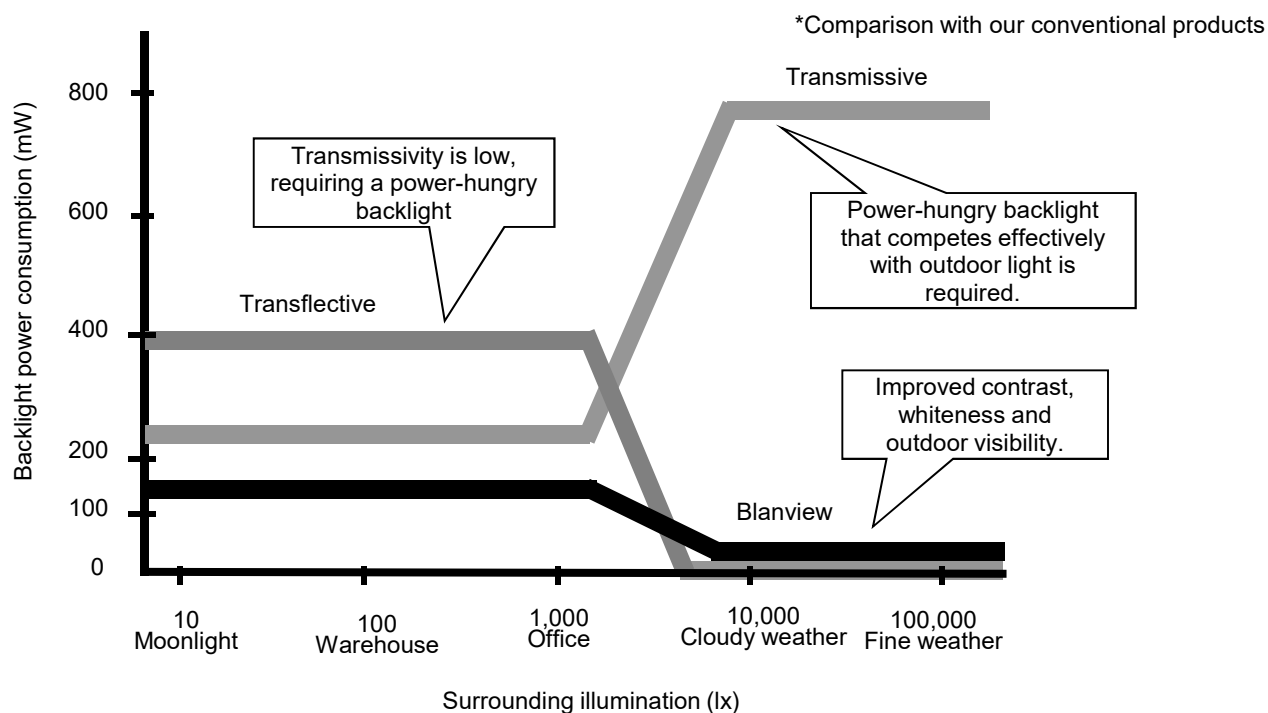 *Comparison with our conventional products
Transmissive
800
Transmissivity is low,
requiring a power-hungry
backlight
Power-hungry backlight
that competes effectively
with outdoor light is
required.
600
Backlight power consumption (mW)
Transflective
400
Improved contrast,
whiteness and
outdoor visibility.
200
100
Blanview
0
10
Moonlight
100
Warehouse
1,000
Office
10,000
Cloudy weather
100,000
Fine weather
Surrounding illumination (lx)